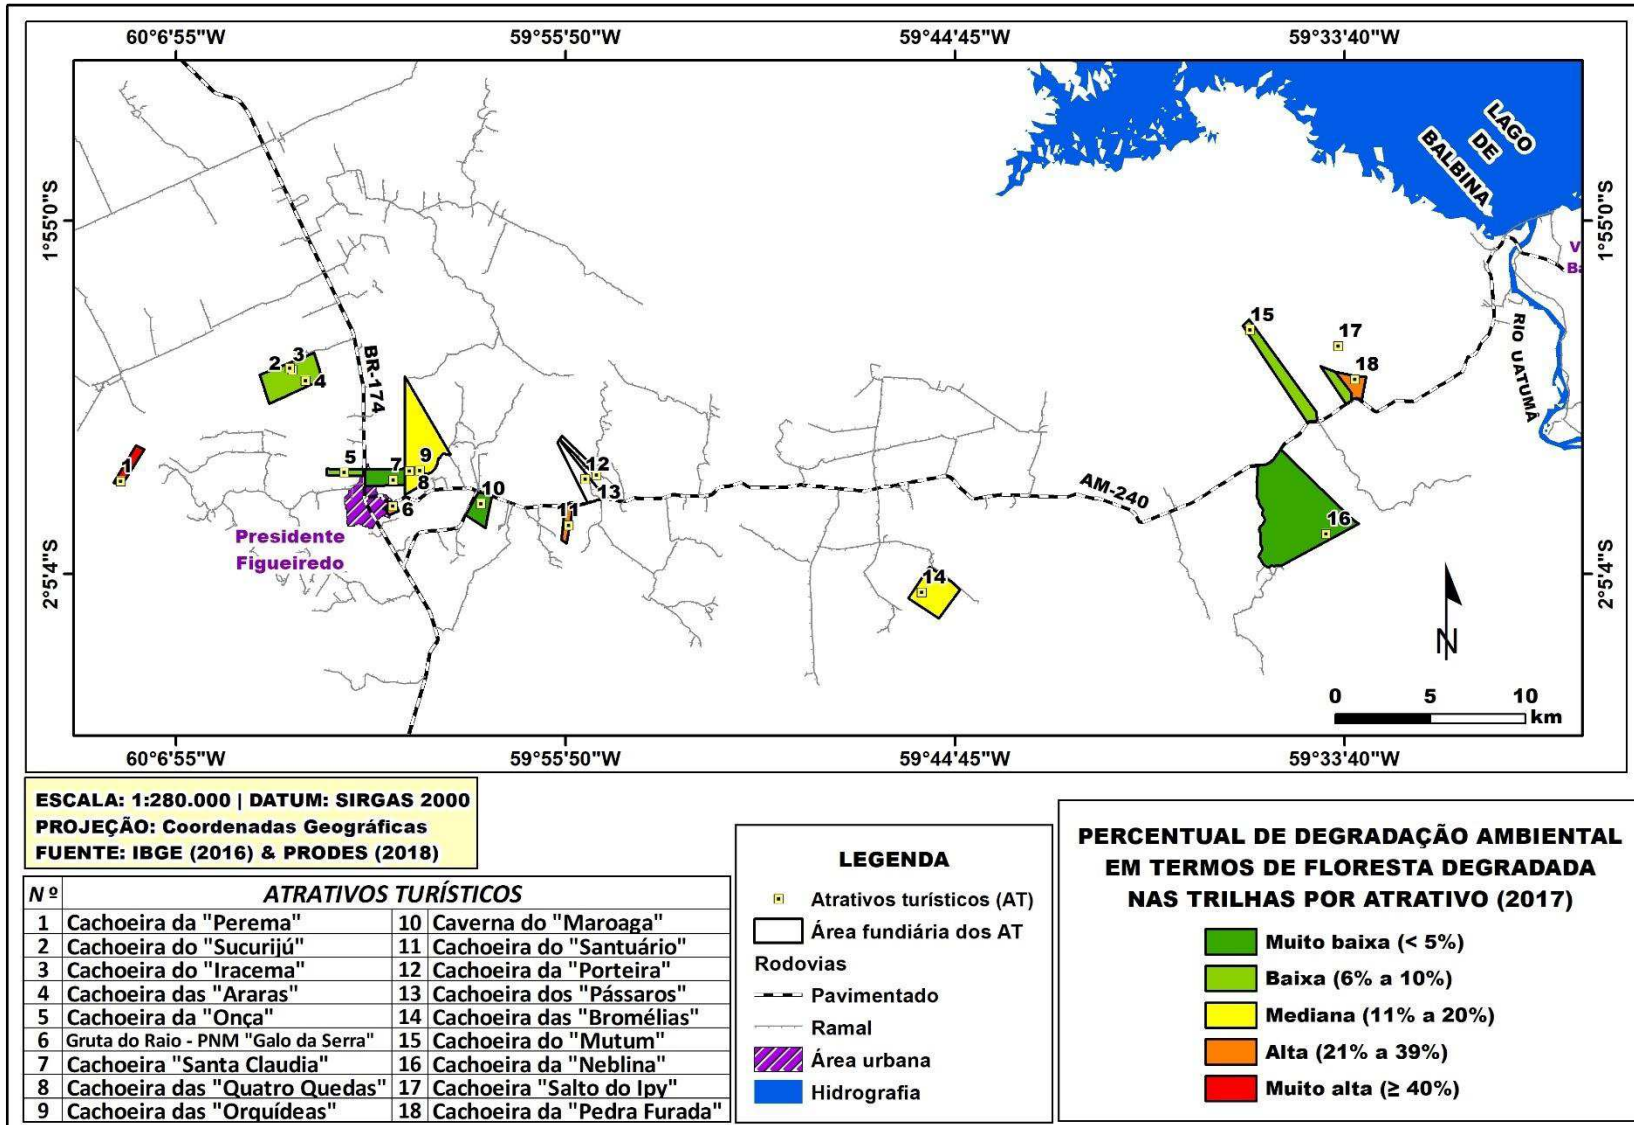 60°6'55"W 59°55'50"W 59°44'45"W 59°33'40"W
1°55'0"S
2°5'4"S
1°55'0"S
2°5'4"S
60°6'55"W 59°55'50"W 59°44'45"W 59°33'40"W
LAGO
DE
BALBINA
V
Ba
RIO UATUMÃ
BR-174
AM-240
Presidente
Figueiredo
1
2
3
4
5
6
7
8
9
10
11
12
13
14
15
16
17
18
N
0 5 10
km
ESCALA: 1:280.000 | DATUM: SIRGAS 2000
PROJEÇÃO: Coordenadas Geográficas
FUENTE: IBGE (2016) & PRODES (2018)
Nº ATRATIVOS TURÍSTICOS
1 Cachoeira da "Perema" 10 Caverna do "Maroaga"
2 Cachoeira do "Sucurijú" 11 Cachoeira do "Santuário"
3 Cachoeira do "Iracema" 12 Cachoeira da "Porteira"
4 Cachoeira das "Araras" 13 Cachoeira dos "Pássaros"
5 Cachoeira da "Onça" 14 Cachoeira das "Bromélias"
6 Gruta do Raio - PNM "Galo da Serra" 15 Cachoeira do "Mutum"
7 Cachoeira "Santa Claudia" 16 Cachoeira da "Neblina"
8 Cachoeira das "Quatro Quedas" 17 Cachoeira "Salto do Ipy"
9 Cachoeira das "Orquídeas" 18 Cachoeira da "Pedra Furada"
LEGENDA
Atrativos turísticos (AT)
Área fundiária dos AT
Rodovias
Pavimentado
Ramal
Área urbana
Hidrografia
PERCENTUAL DE DEGRADAÇÃO AMBIENTAL
EM TERMOS DE FLORESTA DEGRADADA
NAS TRILHAS POR ATRATIVO (2017)
Muito baixa (< 5%)
Baixa (6% a 10%)
Mediana (11% a 20%)
Alta (21% a 39%)
Muito alta (≥ 40%)